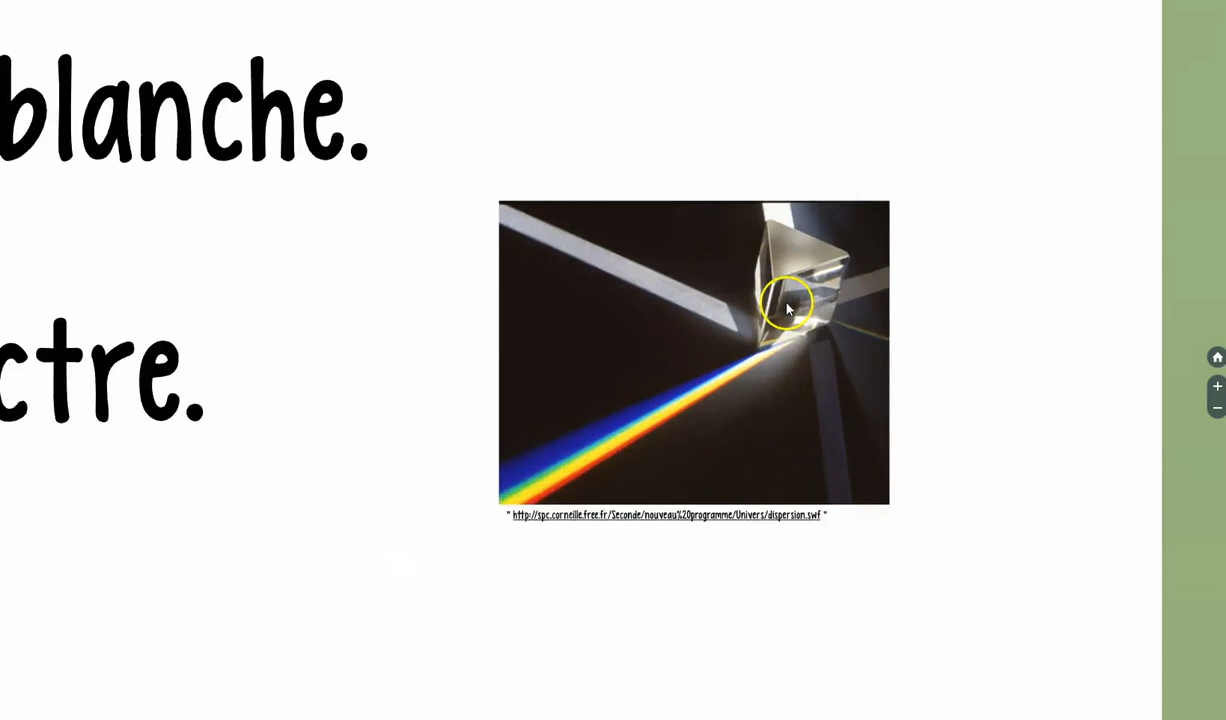 blanche.
ctre.
" http://spc.corneille.free.fr/Seconde/nouveau%20programme/Univers/dispersion.swf "